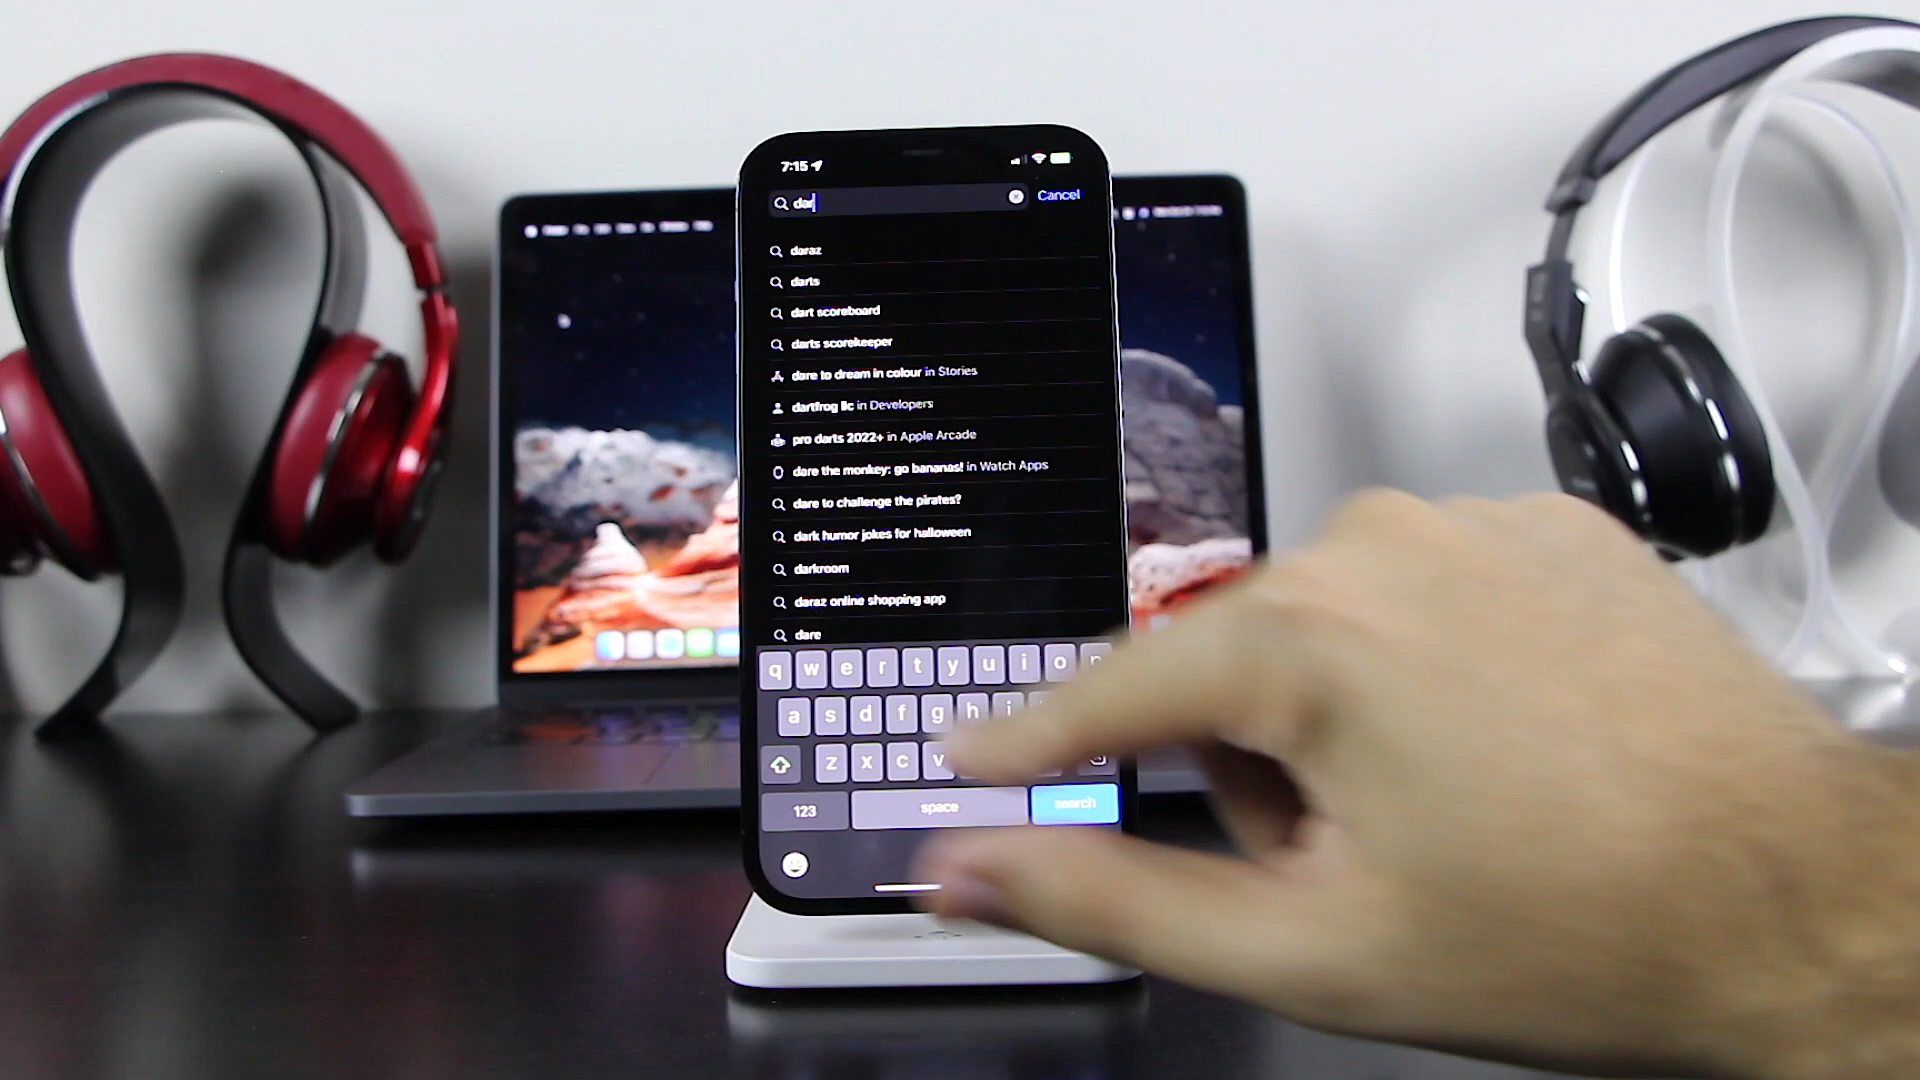 7:15
dar
Cancel
daraz
darts
dart scoreboard
darts scorekeeper
dare to dream in colour in Stories
dartfrog llc in Developers
pro darts 2022+ in Apple Arcade
dare the monkey: go bananas! in Watch Apps
dare to challenge the pirates?
dark humor jokes for halloween
darkroom
daraz online shopping app
dare
q w e r t y u i o p
a s d f g h j
z x c v
123 space search